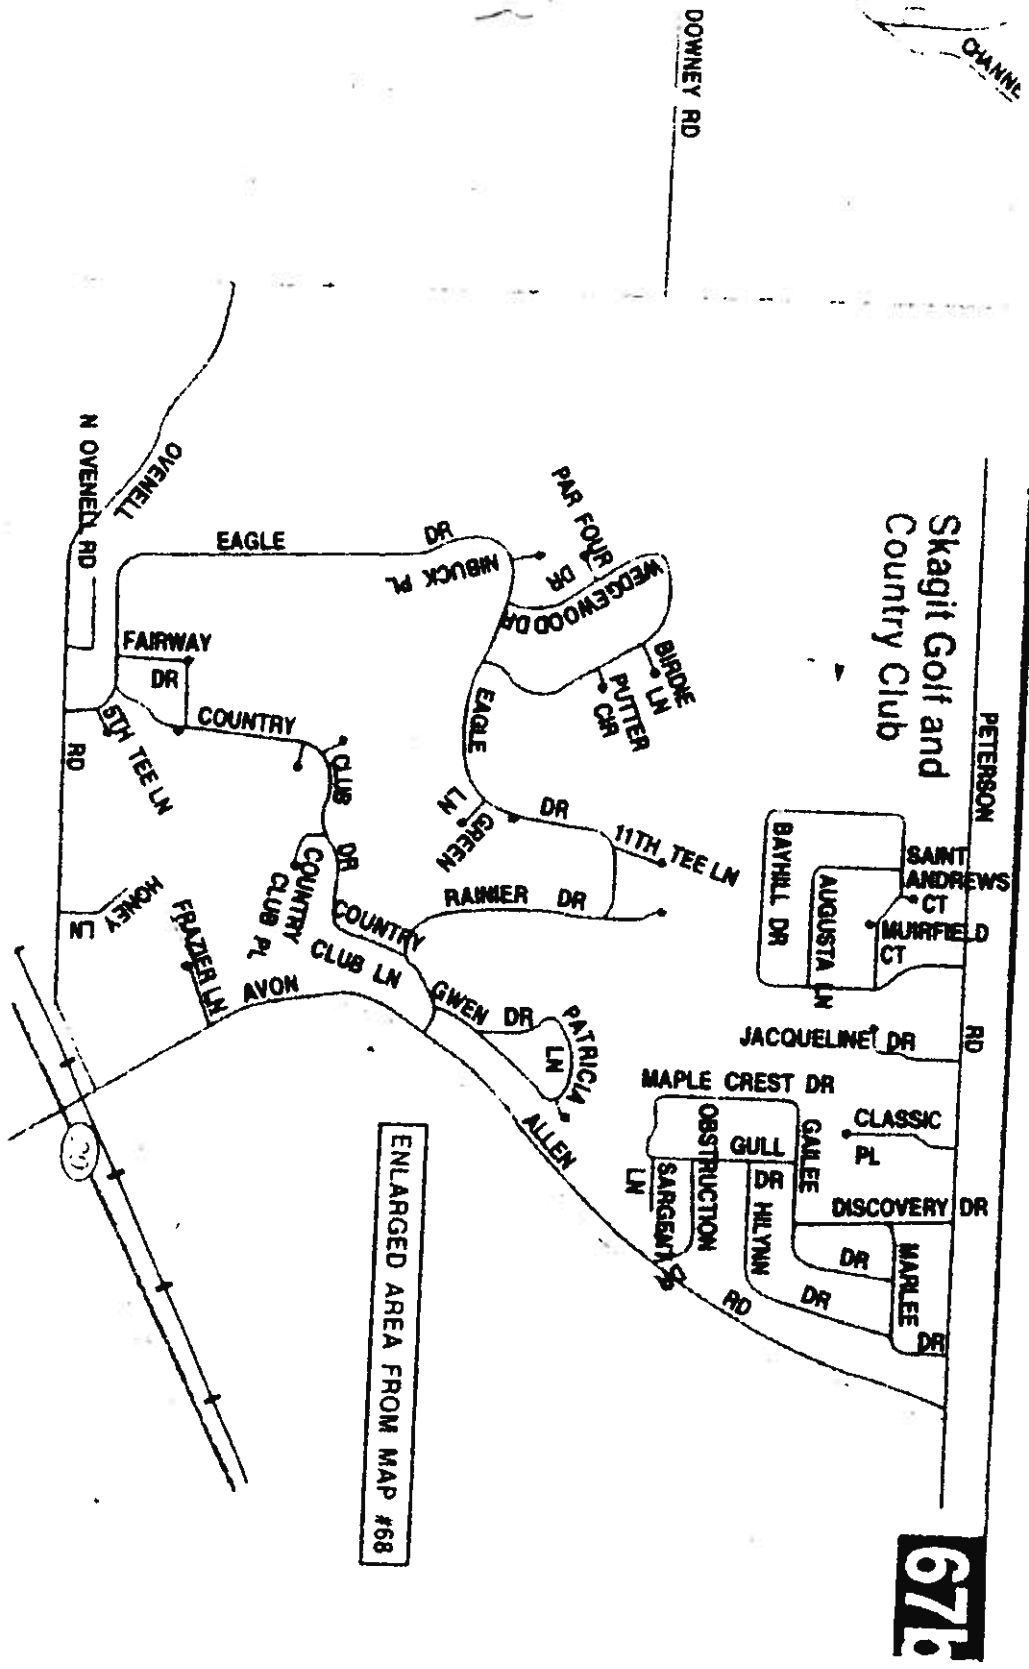 67b
Skagit Golf and
Country Club
PETERSON
RD
DOWNEY RD
SAINT
ANDREWS
CT
MUIRFIELD
CT
BAYHILL DR
AUGUSTA LN
JACQUELINE DR
MAPLE CREST DR
CLASSIC
PL
GAILEE
DR
DISCOVERY DR
GULL
DR
OBSTRUCTION
SARGENT
LN
HILYNN
DR
MARLEE
DR
PAR FOUR
DR
WEDGEWOOD DR
BIRDIE
LN
PUTTER
CIR
NIBUCK PL
EAGLE
DR
EAGLE
DR
GREEN
LN
11TH TEE LN
RAINIER DR
GWEN DR
PATRICIA
LN
AVON
ALLEN
RD
COUNTRY
CLUB
DR
COUNTRY
CLUB PL
COUNTRY
CLUB LN
FAIRWAY
DR
5TH TEE LN
OVENELL
N OVENELL RD
RD
HONEY
LN
FRAZIER LN
ENLARGED AREA FROM MAP #68